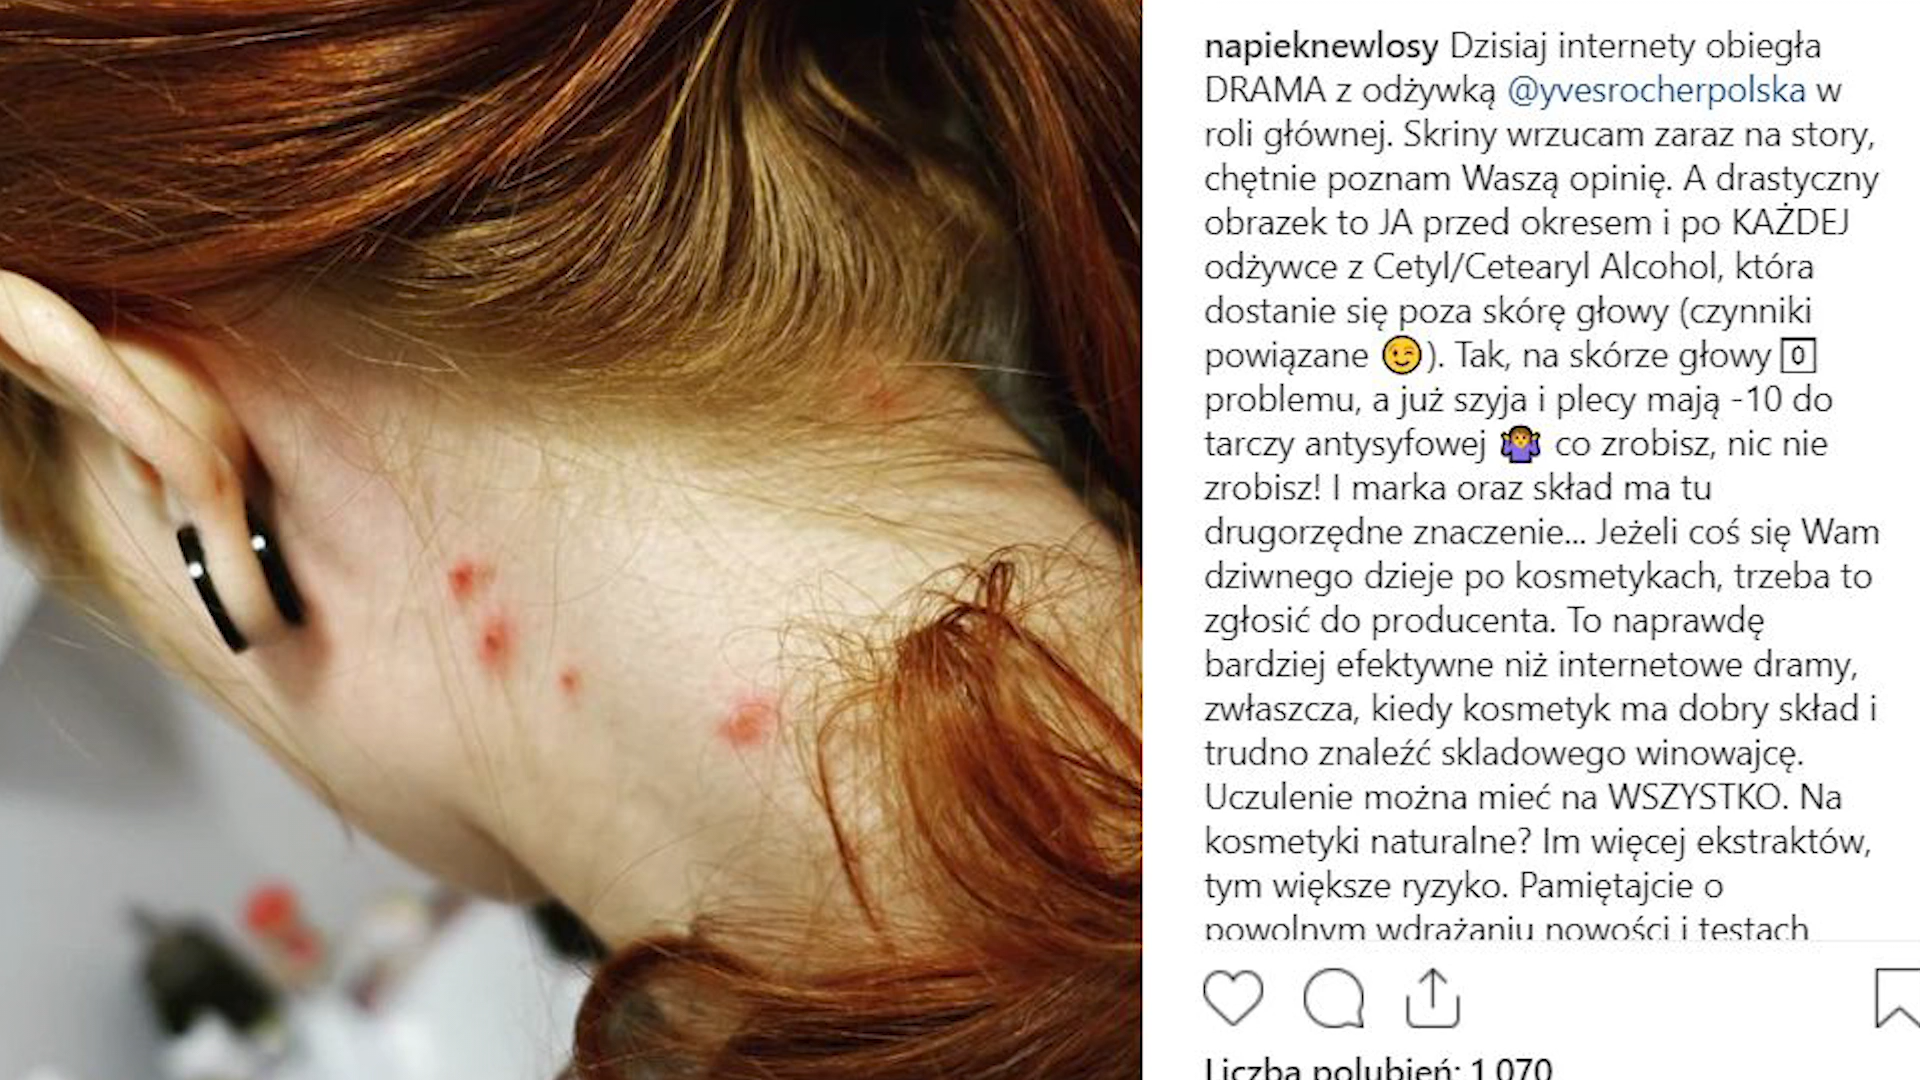 napieknewlosy Dzisiaj internety obiegła
DRAMA z odżywką @yvesrocherpolska w
roli głównej. Skriny wrzucam zaraz na story,
chętnie poznam Waszą opinię. A drastyczny
obrazek to JA przed okresem i po KAŻDEJ
odżywce z Cetyl/Cetearyl Alcohol, która
dostanie się poza skórę głowy (czynniki
powiązane 😉). Tak, na skórze głowy 0
problemu, a już szyja i plecy mają -10 do
tarczy antysyfowej 🤷‍♀️ co zrobisz, nic nie
zrobisz! I marka oraz skład ma tu
drugorzędne znaczenie... Jeżeli coś się Wam
dziwnego dzieje po kosmetykach, trzeba to
zgłosić do producenta. To naprawdę
bardziej efektywne niż internetowe dramy,
zwłaszcza, kiedy kosmetyk ma dobry skład i
trudno znaleźć skladowego winowajcę.
Uczulenie można mieć na WSZYSTKO. Na
kosmetyki naturalne? Im więcej ekstraktów,
tym większe ryzyko. Pamiętajcie o
powolnym wdrażaniu nowości i testach
Liczba polubień: 1 070